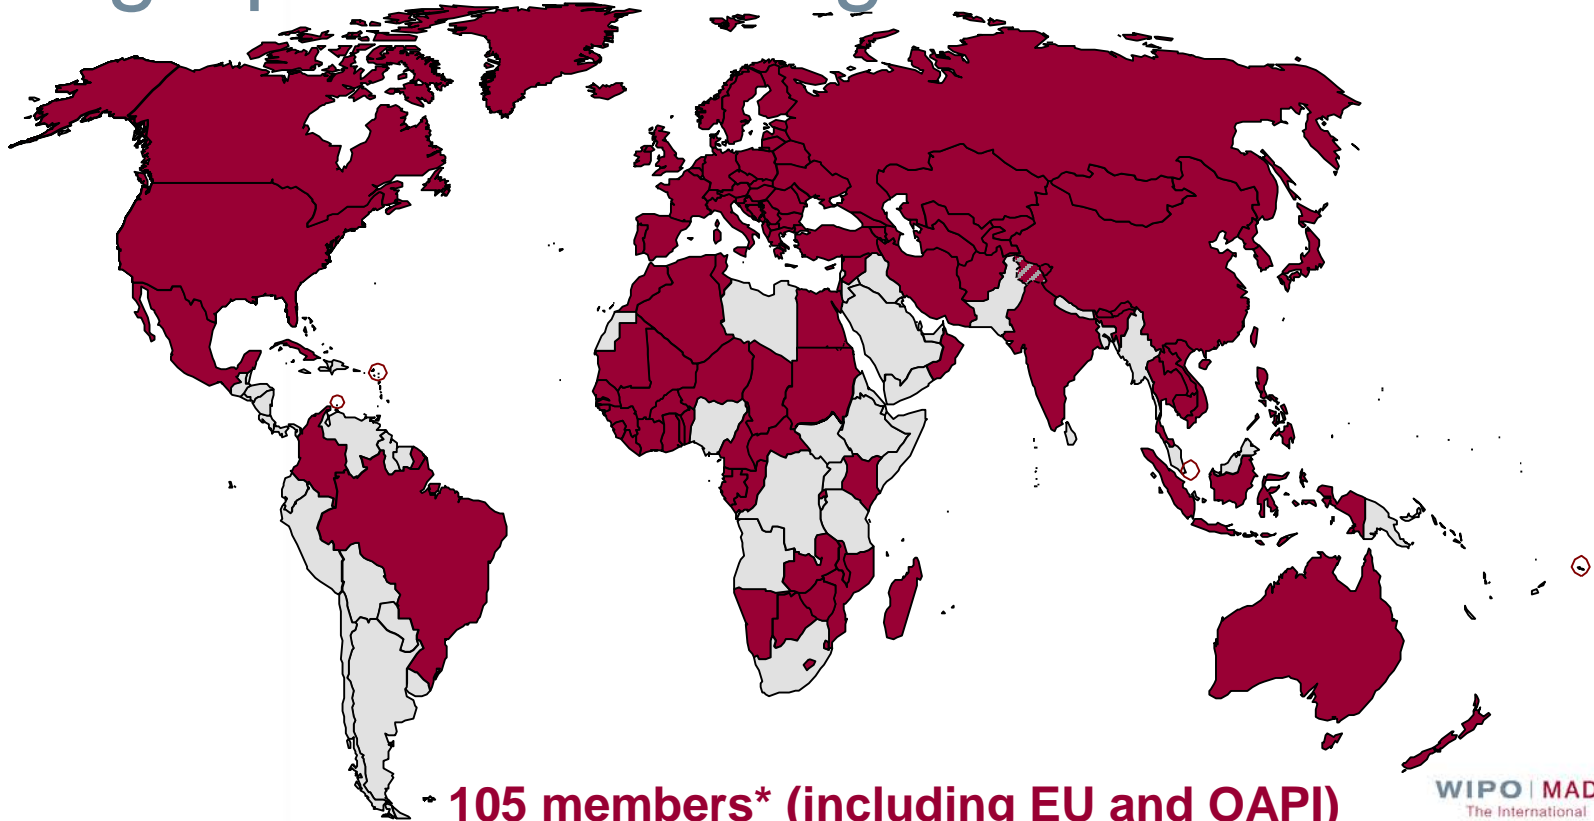 105 members* (including EU and OAPI)
WIPO | MAD
The International